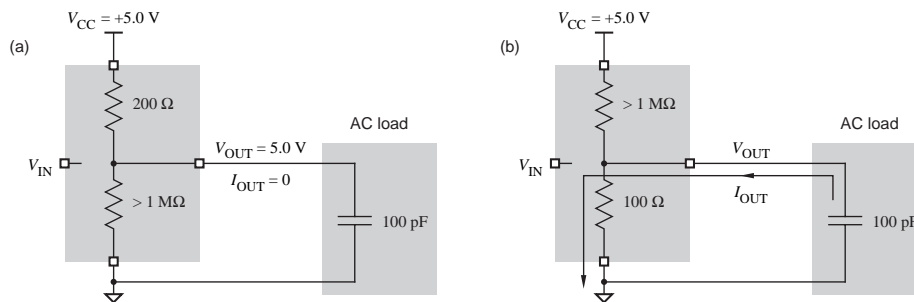 (a)
V_CC = +5.0 V
200 Ω
AC load
V_IN
V_OUT = 5.0 V
I_OUT = 0
> 1 MΩ
100 pF
(b)
V_CC = +5.0 V
> 1 MΩ
AC load
V_IN
V_OUT
I_OUT
100 Ω
100 pF